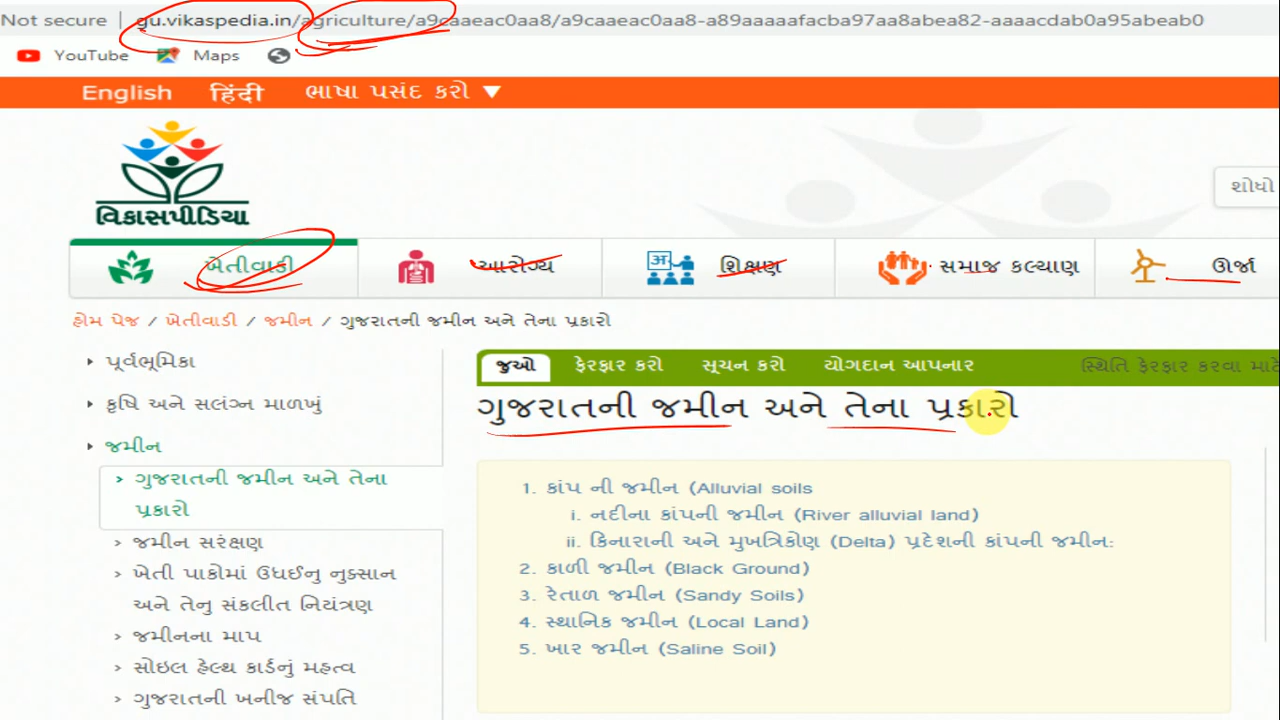 Not secure | gu.vikaspedia.in/agriculture/a9caaeac0aa8/a9caaeac0aa8-a89aaaaafacba97aa8abea82-aaaacdab0a95abeab0
YouTube Maps
English हिंदी ભાષા પસંદ કરો ▼
વિકાસપીડિયા
શોધો
ખેતીવાડી આરોગ્ય શિક્ષણ સમાજ કલ્યાણ ઊર્જા
હોમ પેજ / ખેતીવાડી / જમીન / ગુજરાતની જમીન અને તેના પ્રકારો
પૂર્વભૂમિકા
કૃષિ અને સલંગ્ન માળખું
જમીન
ગુજરાતની જમીન અને તેના
પ્રકારો
જમીન સંરક્ષણ
ખેતી પાકોમાં ઉધઈનુ નુક્સાન
અને તેનુ સંકલીત નિયંત્રણ
જમીનના માપ
સોઇલ હેલ્થ કાર્ડનું મહત્વ
ગુજરાતની ખનીજ સંપતિ
જુઓ ફેરફાર કરો સૂચન કરો યોગદાન આપનાર સ્થિતિ ફેરફાર કરવા માટે
ગુજરાતની જમીન અને તેના પ્રકારો
1. કાંપ ની જમીન (Alluvial soils
i. નદીના કાંપની જમીન (River alluvial land)
ii. કિનારાની અને મુખત્રિકોણ (Delta) પ્રદેશની કાંપની જમીન:
2. કાળી જમીન (Black Ground)
3. રેતાળ જમીન (Sandy Soils)
4. સ્થાનિક જમીન (Local Land)
5. ખાર જમીન (Saline Soil)